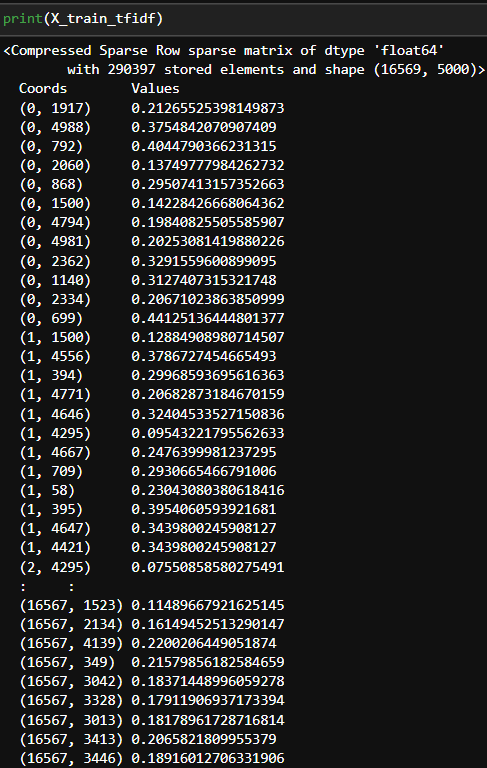 print(X_train_tfidf)
<Compressed Sparse Row sparse matrix of dtype 'float64'
with 290397 stored elements and shape (16569, 5000)>
Coords Values
(0, 1917) 0.21265525398149873
(0, 4988) 0.3754842070907409
(0, 792) 0.4044790366231315
(0, 2060) 0.13749777984262732
(0, 868) 0.29507413157352663
(0, 1500) 0.14228426668064362
(0, 4794) 0.19840825505585907
(0, 4981) 0.20253081419880226
(0, 2362) 0.3291559600899095
(0, 1140) 0.3127407315321748
(0, 2334) 0.20671023863850999
(0, 699) 0.44125136444801377
(1, 1500) 0.12884908980714507
(1, 4556) 0.3786727454665493
(1, 394) 0.29968593695616363
(1, 4771) 0.20682873184670159
(1, 4646) 0.32404533527150836
(1, 4295) 0.09543221795562633
(1, 4667) 0.2476399981237295
(1, 709) 0.2930665466791006
(1, 58) 0.23043080380618416
(1, 395) 0.3954060593921681
(1, 4647) 0.3439800245908127
(1, 4421) 0.3439800245908127
(2, 4295) 0.07550858580275491
: :
(16567, 1523) 0.11489667921625145
(16567, 2134) 0.16149452513290147
(16567, 4139) 0.2200206449051874
(16567, 349) 0.21579856182584659
(16567, 3042) 0.18371448996059278
(16567, 3328) 0.17911906937173394
(16567, 3013) 0.18178961728716814
(16567, 3413) 0.2065821809955379
(16567, 3446) 0.18916012706331906